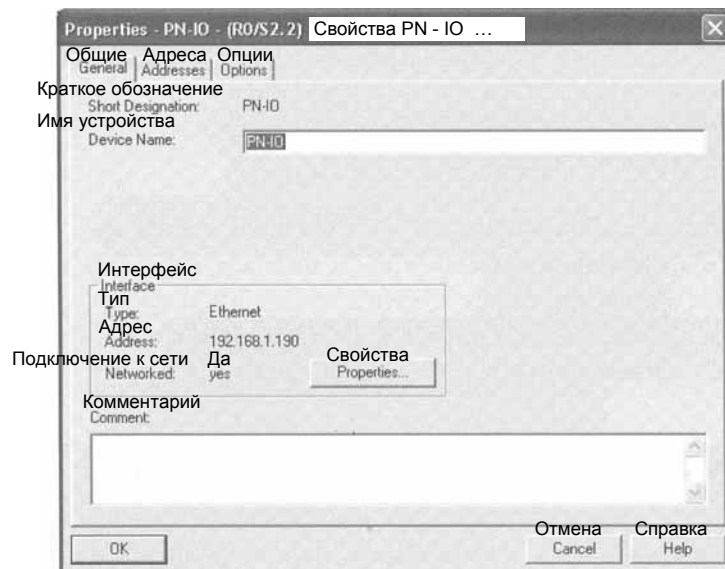 Properties - PN-IO - (R0/S2.2) Свойства PN - IO ...
Общие Адреса Опции
General Addresses Options
Краткое обозначение
Short Designation: PN-IO
Имя устройства
Device Name: PN-IO
Интерфейс
Interface
Тип
Type: Ethernet
Адрес
Address: 192.168.1.190
Подключение к сети Да Свойства
Networked: yes Properties...
Комментарий
Comment:
Отмена Справка
OK Cancel Help